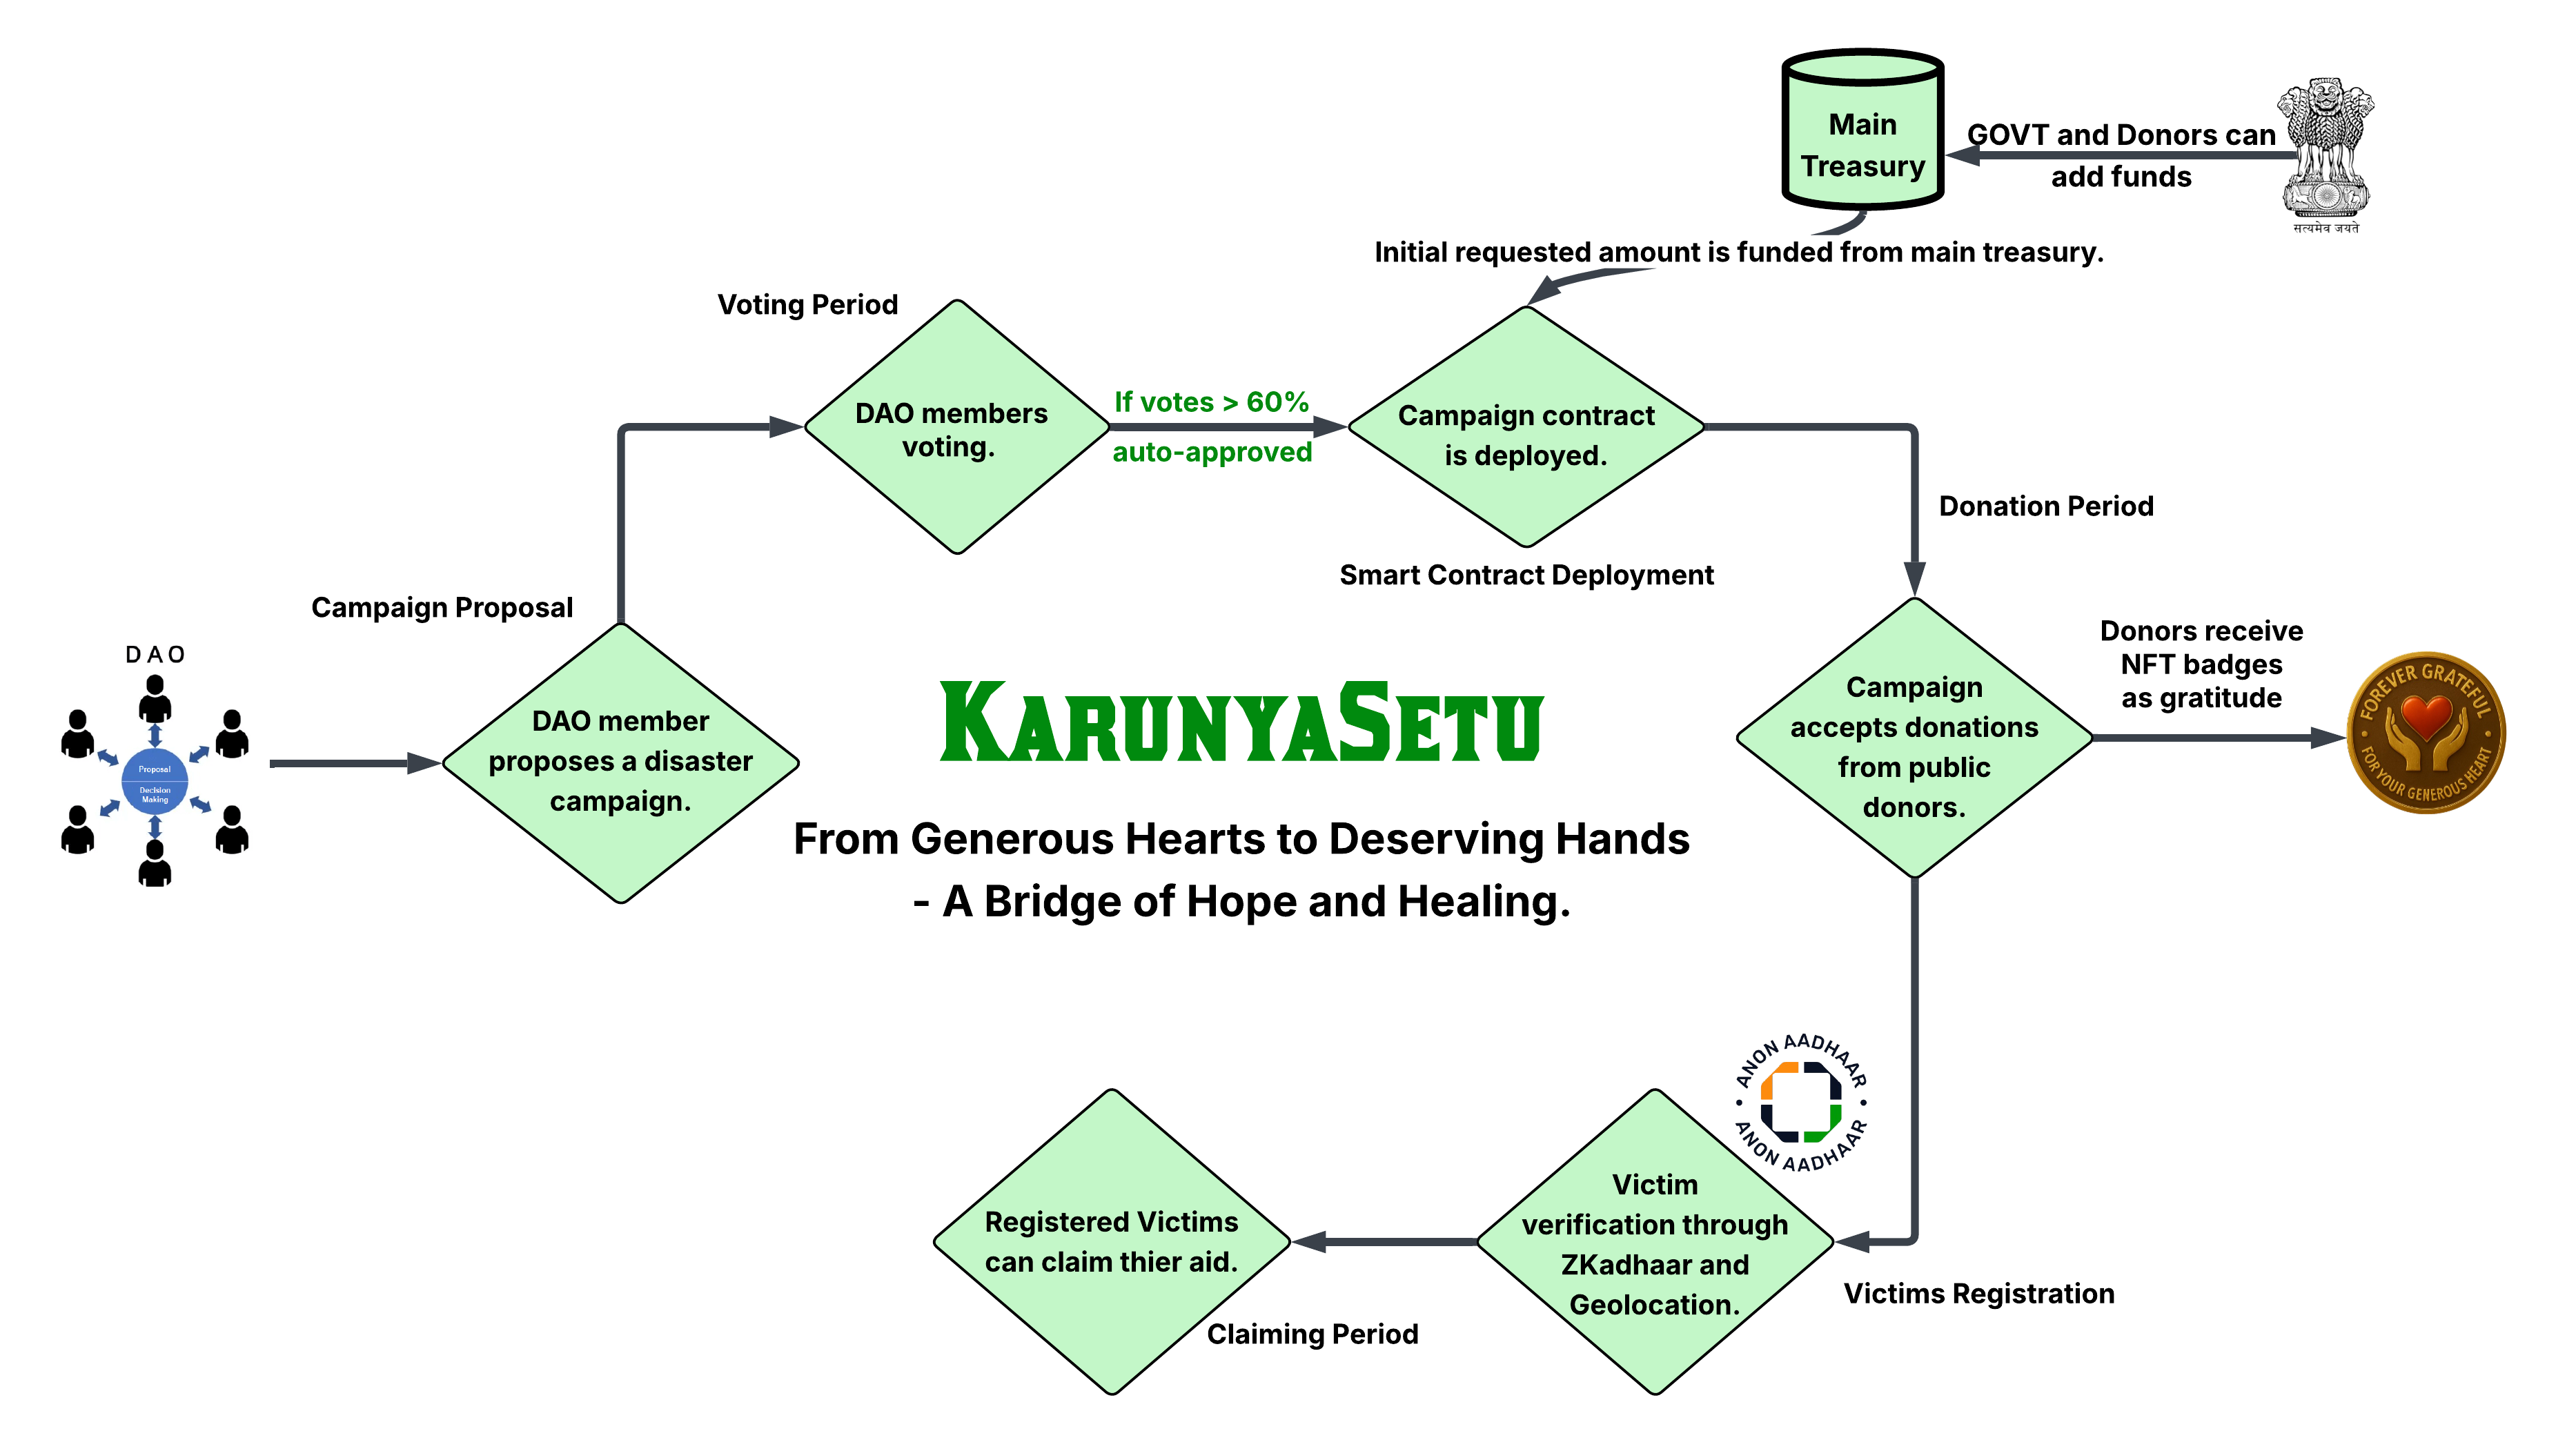 Main
Treasury
GOVT and Donors can
add funds
सत्यमेव जयते
Initial requested amount is funded from main treasury.
Voting Period
DAO members
voting.
If votes > 60%
auto-approved
Campaign contract
is deployed.
Smart Contract Deployment
Donation Period
Campaign Proposal
DAO
Proposal
Decision
Making
DAO member
proposes a disaster
campaign.
KARUNYASETU
From Generous Hearts to Deserving Hands
- A Bridge of Hope and Healing.
Campaign
accepts donations
from public
donors.
Donors receive
NFT badges
as gratitude
FOREVER GRATEFUL
FOR YOUR GENEROUS HEART
ANON AADHAAR
ANON AADHAAR
Victim
verification through
ZKadhaar and
Geolocation.
Victims Registration
Registered Victims
can claim thier aid.
Claiming Period